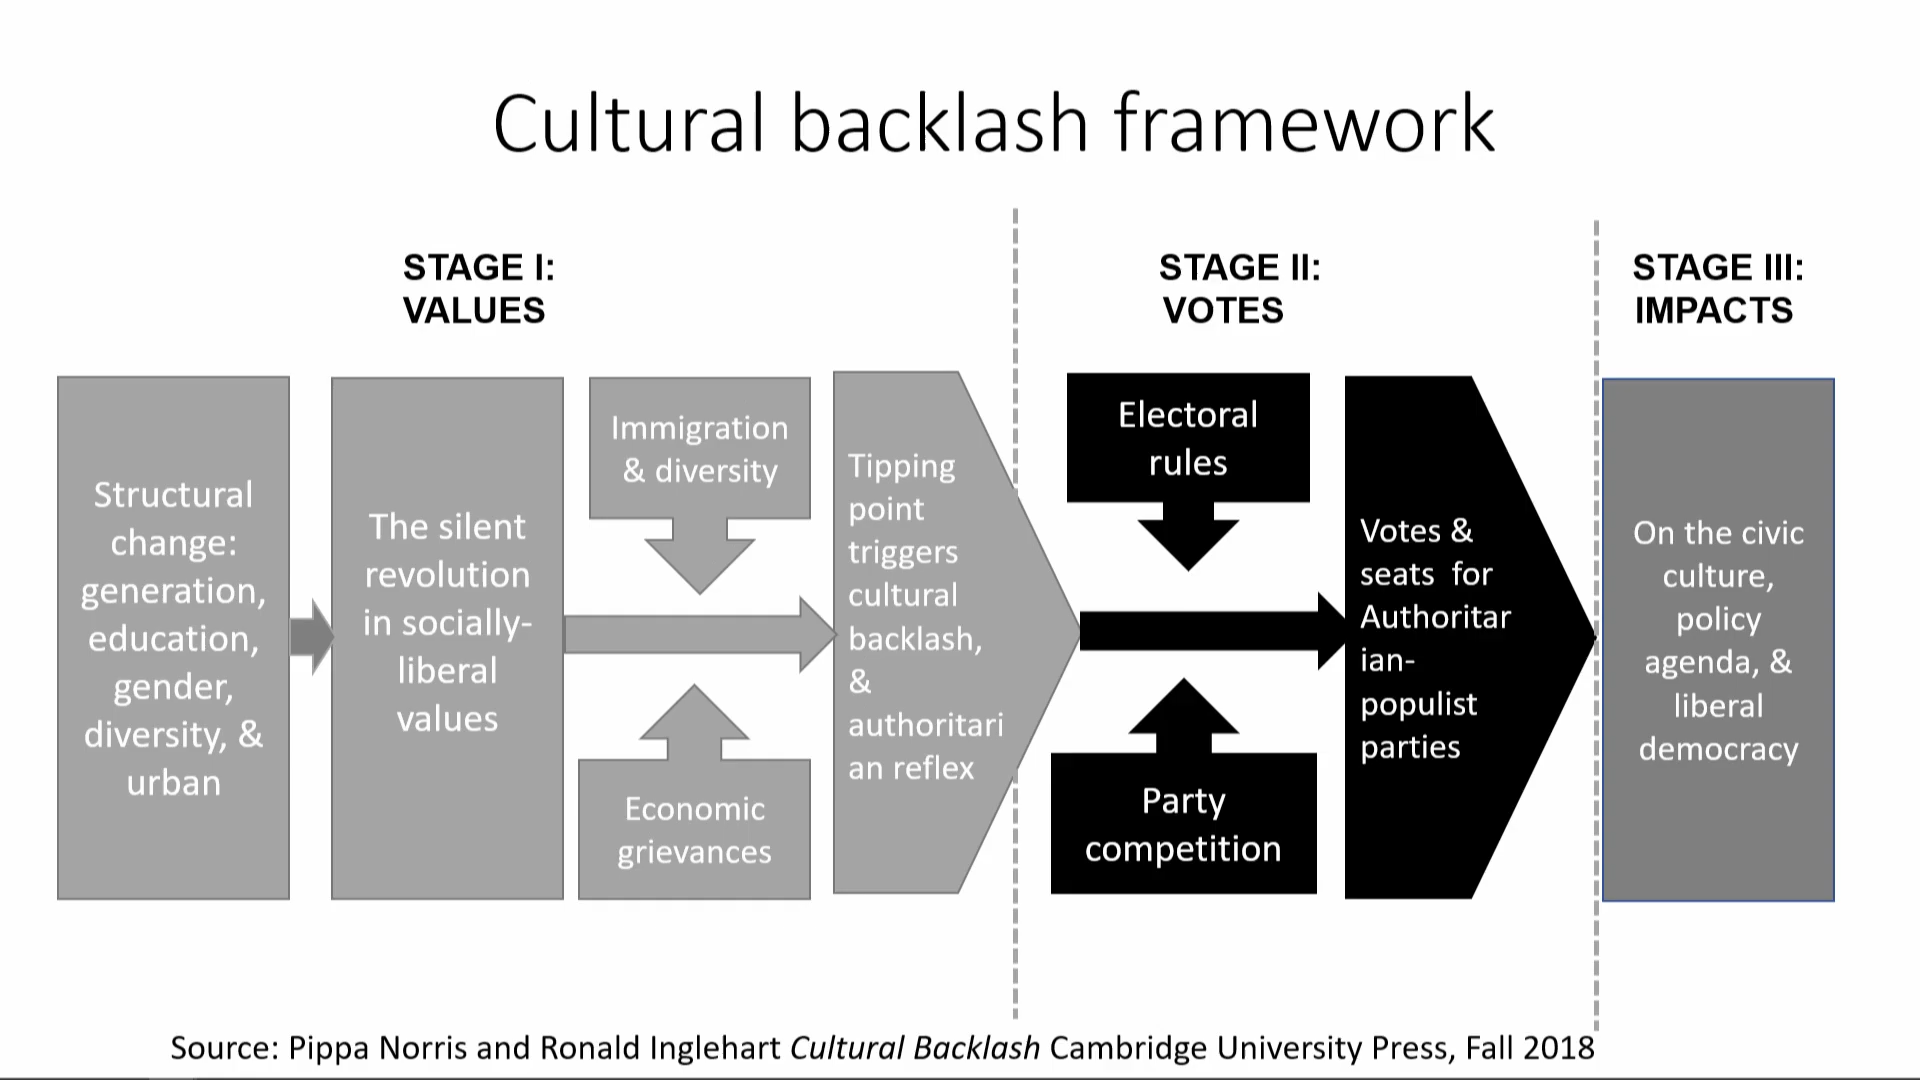 Cultural backlash framework
STAGE I:
VALUES
STAGE II:
VOTES
STAGE III:
IMPACTS
Structural
change:
generation,
education,
gender,
diversity, &
urban
The silent
revolution
in socially-
liberal
values
Immigration
& diversity
Economic
grievances
Tipping
point
triggers
cultural
backlash,
&
authoritari
an reflex
Electoral
rules
Party
competition
Votes &
seats  for
Authoritar
ian-
populist
parties
On the civic
culture,
policy
agenda, &
liberal
democracy
Source: Pippa Norris and Ronald Inglehart Cultural Backlash Cambridge University Press, Fall 2018